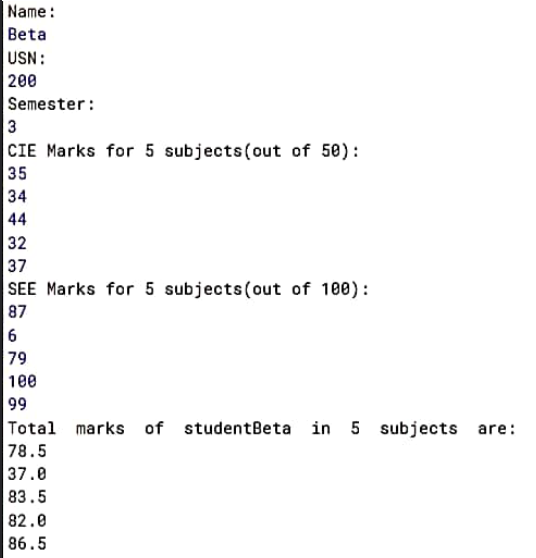 Name:
Beta
USN:
200
Semester:
3
CIE Marks for 5 subjects(out of 50):
35
34
44
32
37
SEE Marks for 5 subjects(out of 100):
87
6
79
100
99
Total marks of studentBeta in 5 subjects are:
78.5
37.0
83.5
82.0
86.5